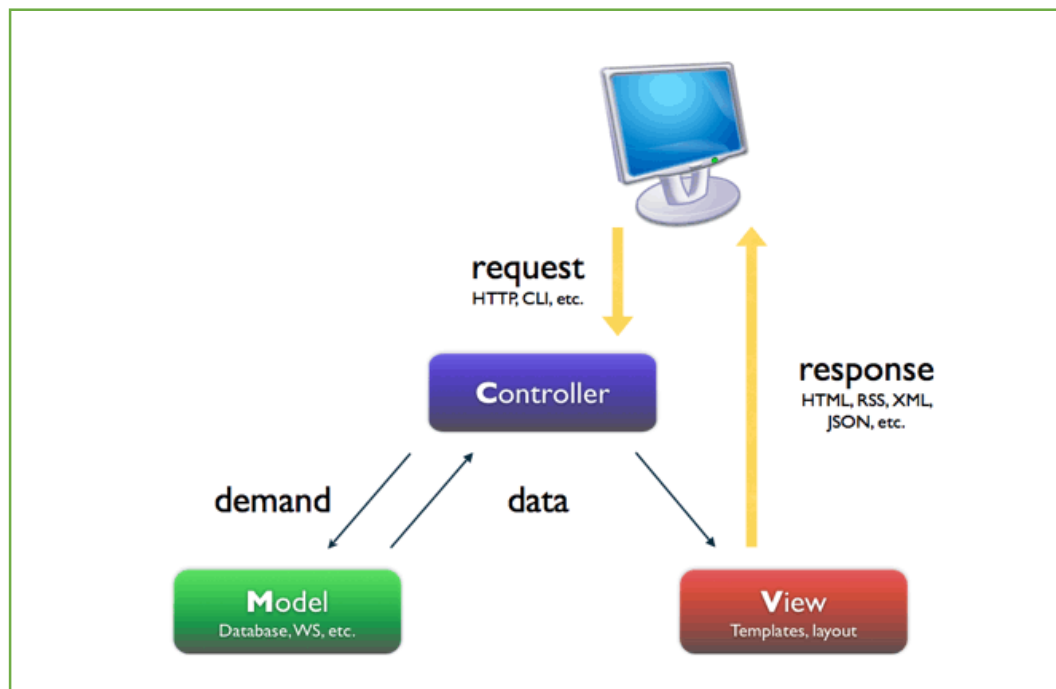 request
HTTP, CLI, etc.
Controller
response
HTML, RSS, XML,
JSON, etc.
demand
data
Model
Database, WS, etc.
View
Templates, layout